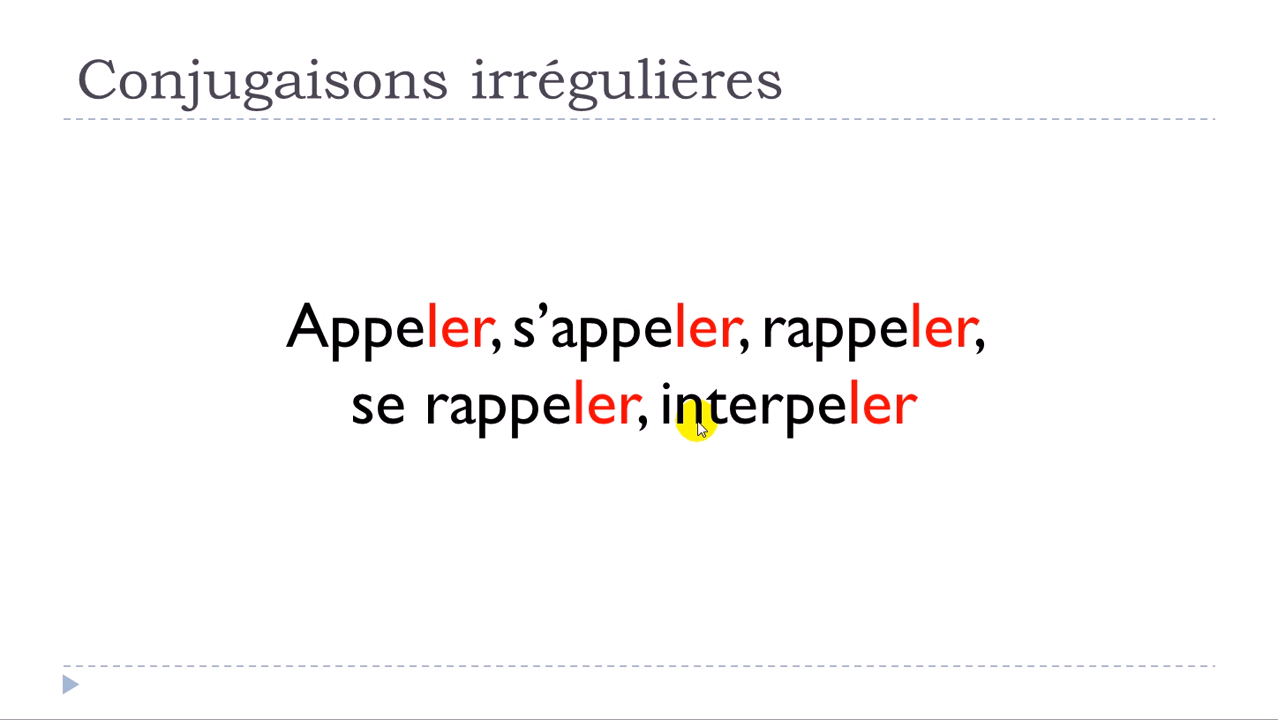 Conjugaisons irrégulières
Appeler, s’appeler, rappeler,
se rappeler, interpeler